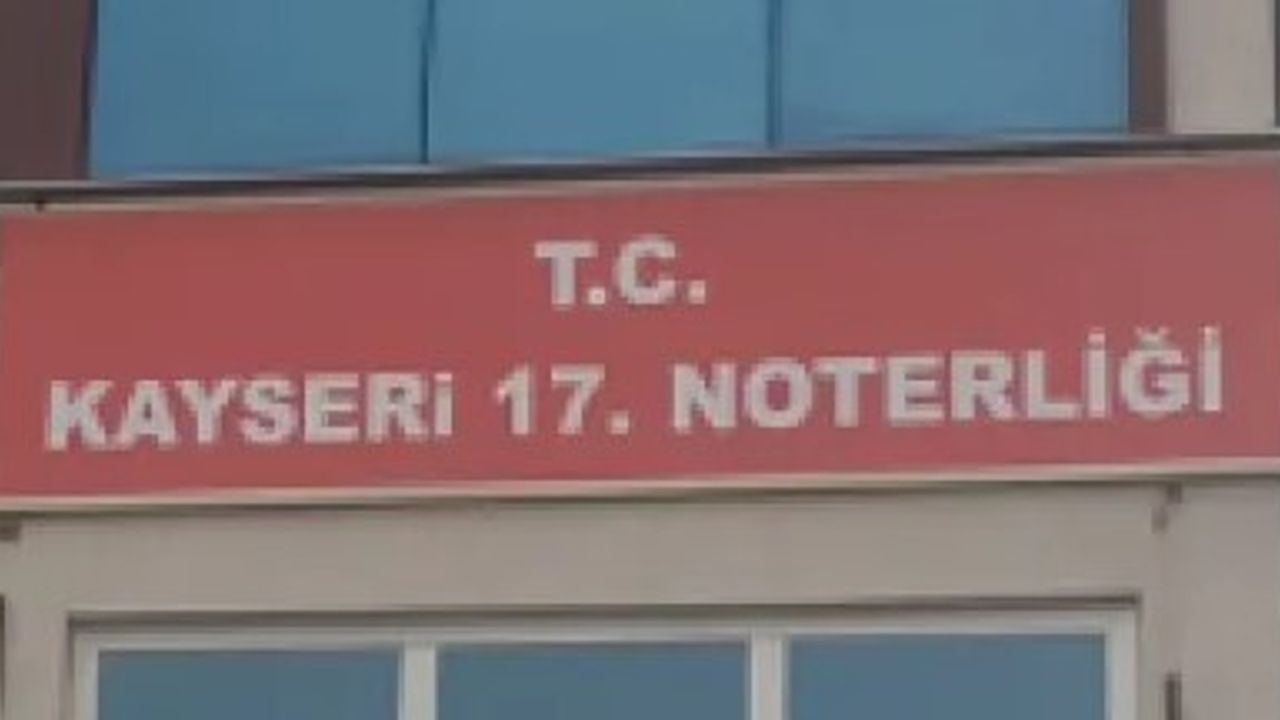 T.C.
KAYSERİ 17. NOTERLİĞİ